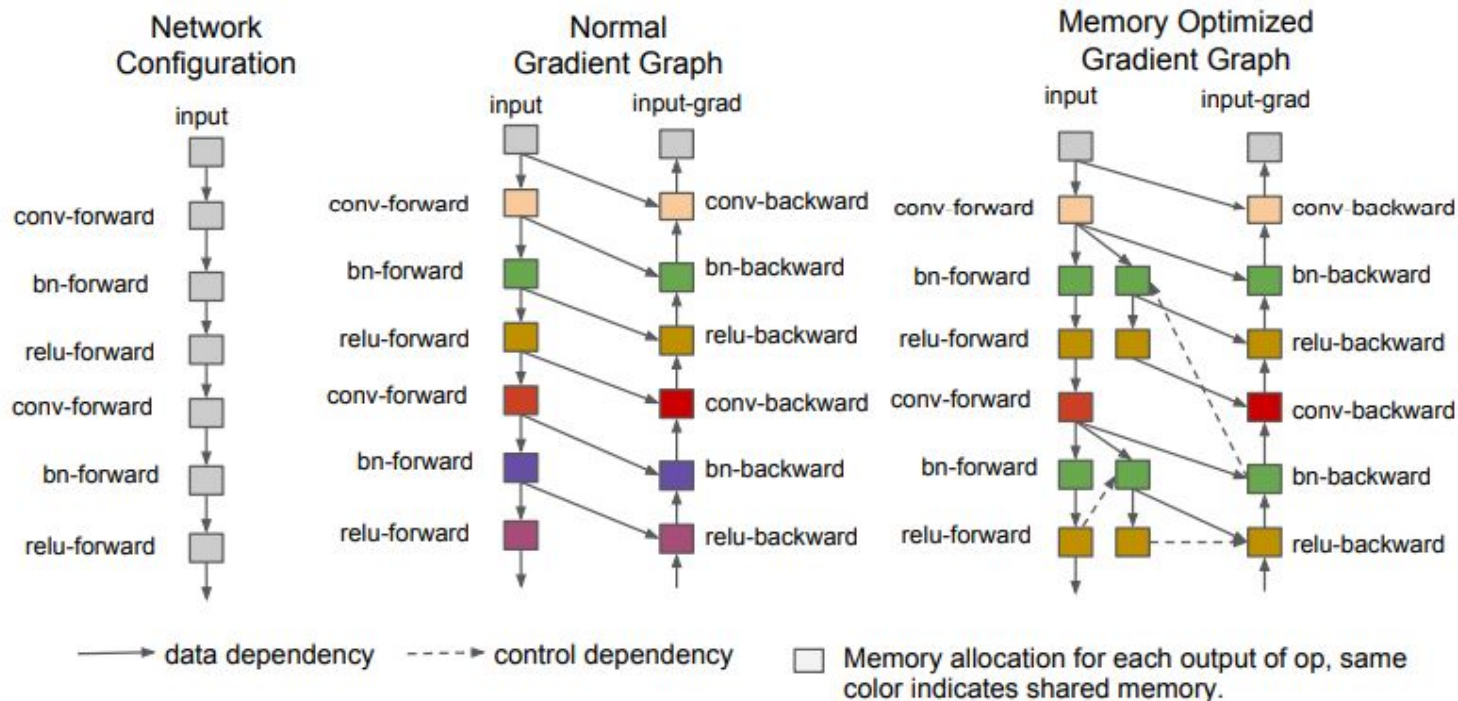 Network
Configuration
input
conv-forward
bn-forward
relu-forward
conv-forward
bn-forward
relu-forward
Normal
Gradient Graph
input
input-grad
conv-forward
conv-backward
bn-forward
bn-backward
relu-forward
relu-backward
conv-forward
conv-backward
bn-forward
bn-backward
relu-forward
relu-backward
Memory Optimized
Gradient Graph
input
input-grad
conv-forward
conv-backward
bn-forward
bn-backward
relu-forward
relu-backward
conv-forward
conv-backward
bn-forward
bn-backward
relu-forward
relu-backward
data dependency
control dependency
Memory allocation for each output of op, same
color indicates shared memory.